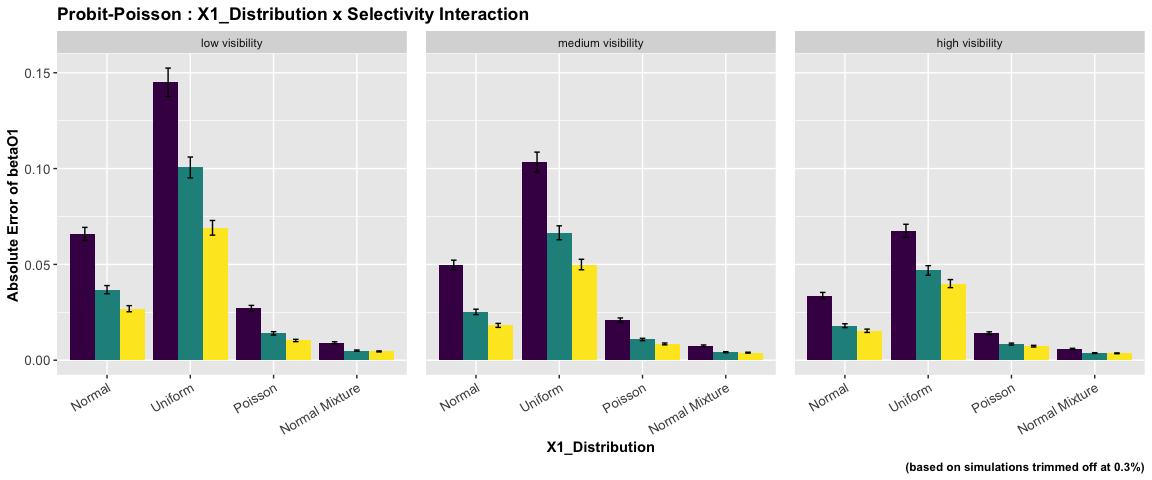 Probit-Poisson : X1_Distribution x Selectivity Interaction
low visibility
medium visibility
high visibility
Absolute Error of betaO1
0.15
0.10
0.05
0.00
Normal
Uniform
Poisson
Normal Mixture
Normal
Uniform
Poisson
Normal Mixture
Normal
Uniform
Poisson
Normal Mixture
X1_Distribution
(based on simulations trimmed off at 0.3%)